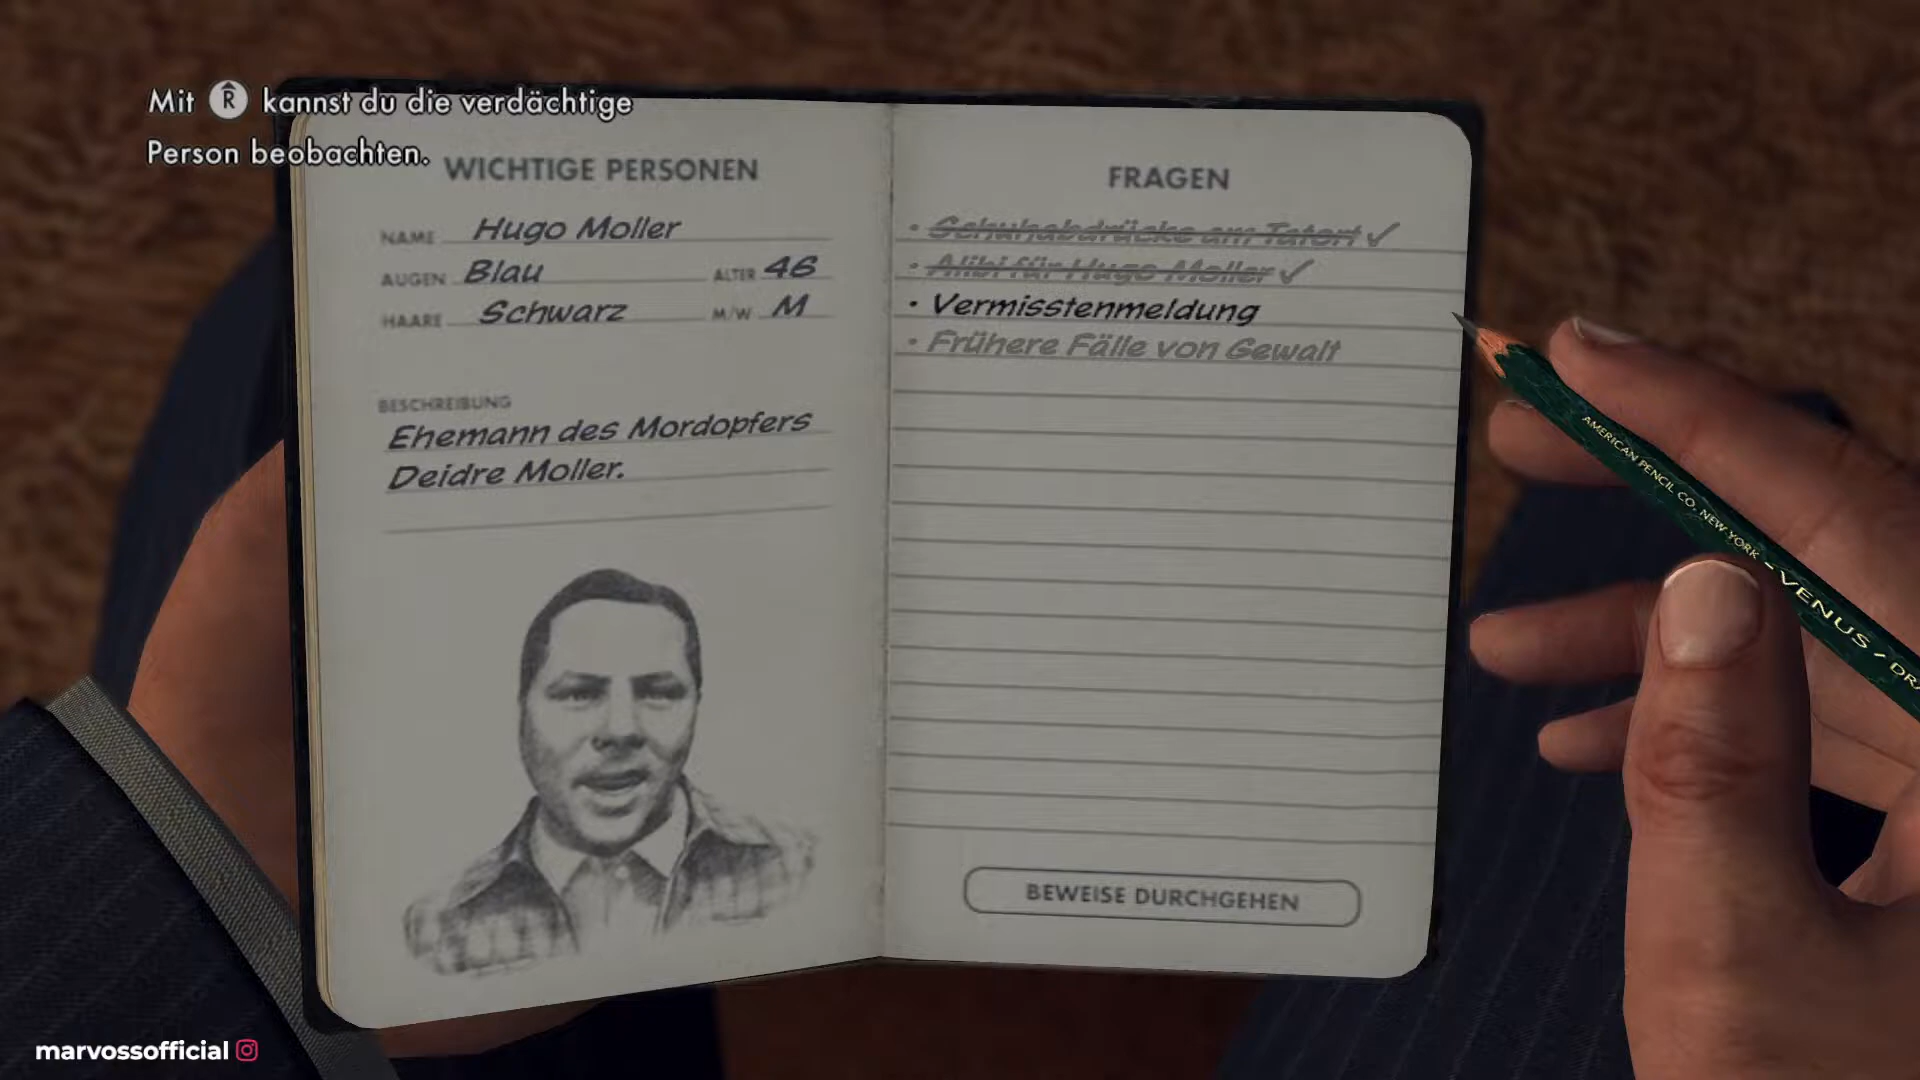 Mit R kannst du die verdächtige
Person beobachten.
WICHTIGE PERSONEN
NAME Hugo Moller
AUGEN Blau ALTER 46
HAARE Schwarz M/W M
BESCHREIBUNG
Ehemann des Mordopfers
Deidre Moller.
FRAGEN
• Schuhabdrücke am Tatort ✓
• Alibi für Hugo Moller ✓
• Vermisstenmeldung
• Frühere Fälle von Gewalt
BEWEISE DURCHGEHEN
AMERICAN PENCIL CO. NEW YORK - VENUS / DRA
marvossofficial